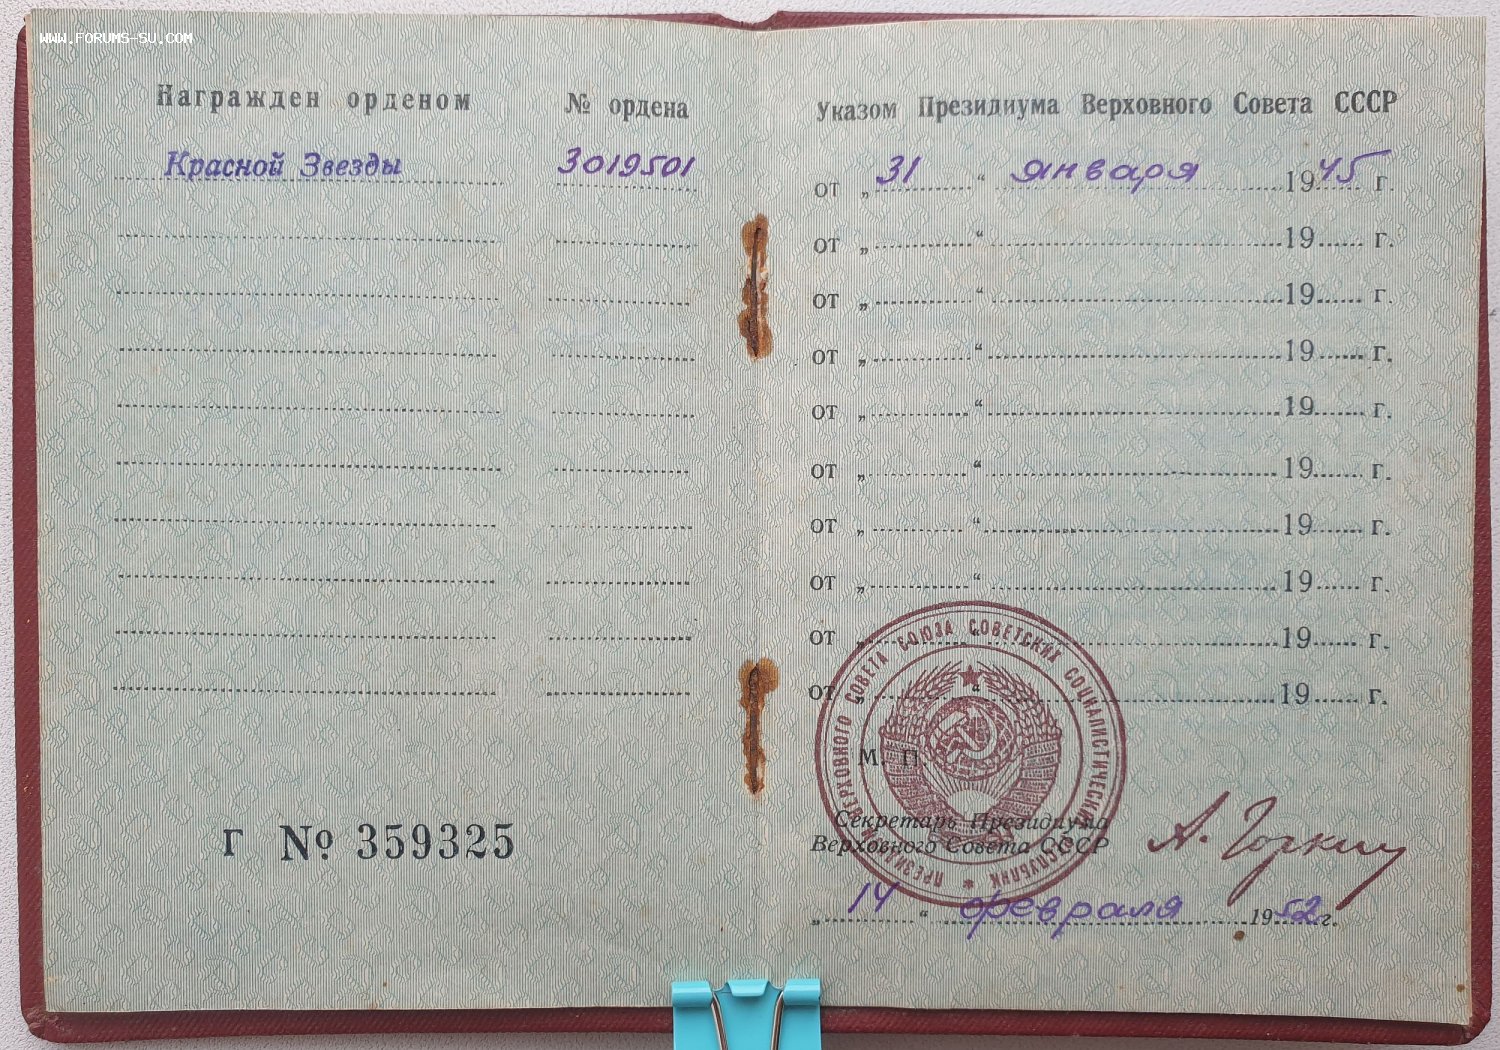 WWW.FORUMS-SU.COM
Награжден орденом № ордена
Красной Звезды 3019501
Г № 359325
Указом Президиума Верховного Совета СССР
от „ 31 “ января 1945 г.
от „ “ 19 г.
от „ “ 19 г.
от „ “ 19 г.
от „ “ 19 г.
от „ “ 19 г.
от „ “ 19 г.
от „ “ 19 г.
от „ “ 19 г.
от „ “ 19 г.
М. П.
ПРЕЗИДИУМ ВЕРХОВНОГО СОВЕТА СОЮЗА СОВЕТСКИХ СОЦИАЛИСТИЧЕСКИХ РЕСПУБЛИК
Секретарь Президиума
Верховного Совета СССР А. Горкин
„ 14 “ февраля 1952 г.